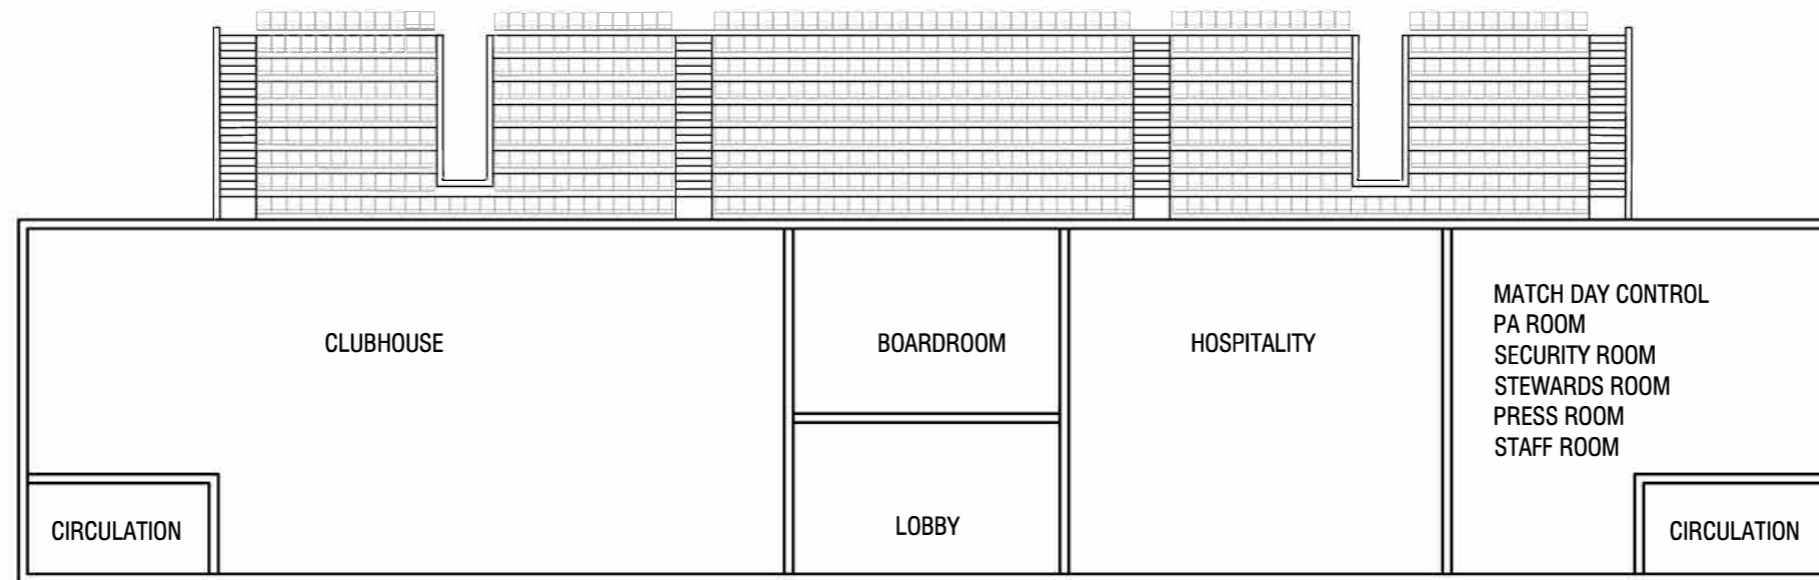 CLUBHOUSE
BOARDROOM
HOSPITALITY
MATCH DAY CONTROL
PA ROOM
SECURITY ROOM
STEWARDS ROOM
PRESS ROOM
STAFF ROOM
CIRCULATION
LOBBY
CIRCULATION